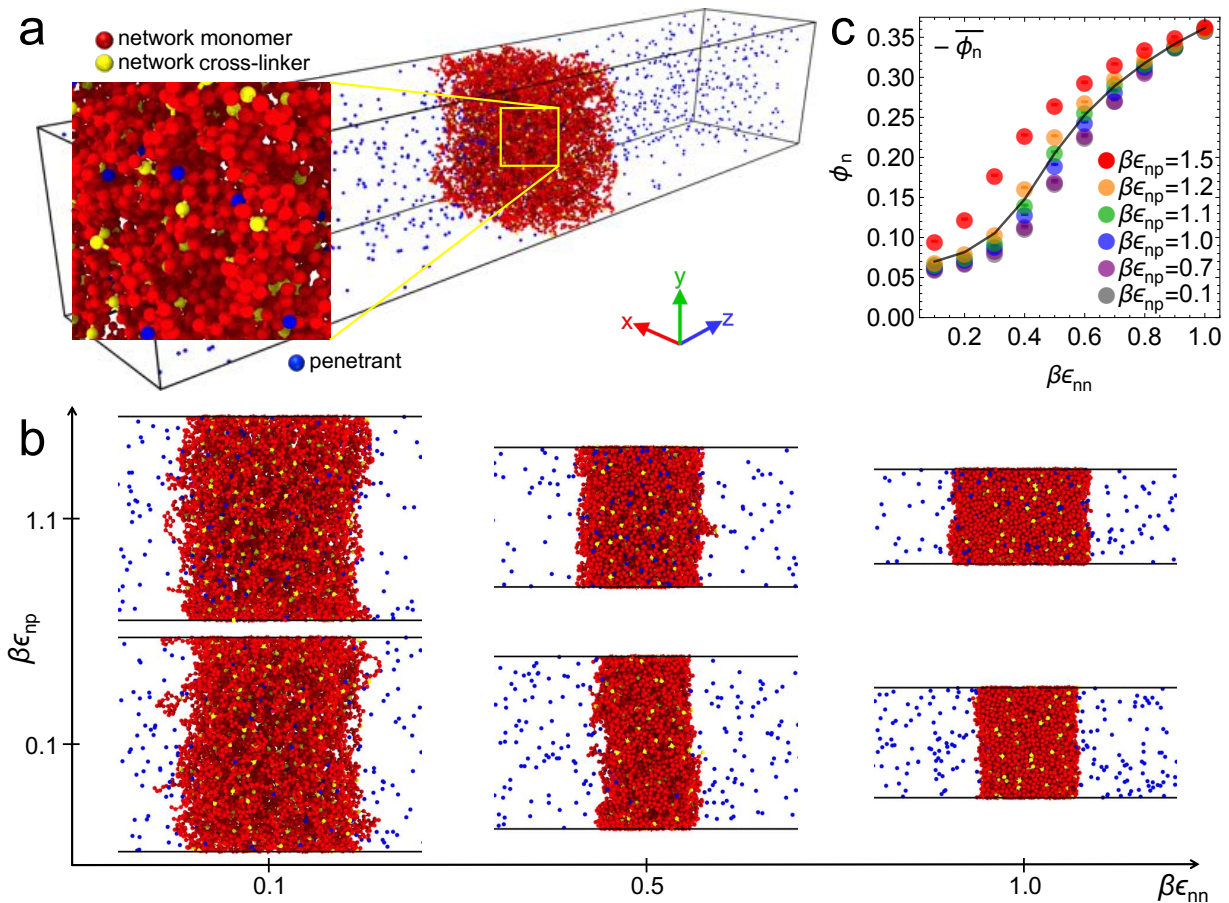 a
network monomer
network cross-linker
penetrant
x
y
z
c
ϕn
0.35
0.30
0.25
0.20
0.15
0.10
0.05
0.00
0.2 0.4 0.6 0.8 1.0
βϵnn
− \overline{ϕn}
βϵnp=1.5
βϵnp=1.2
βϵnp=1.1
βϵnp=1.0
βϵnp=0.7
βϵnp=0.1
b
βϵnp
1.1
0.1
0.1 0.5 1.0
βϵnn